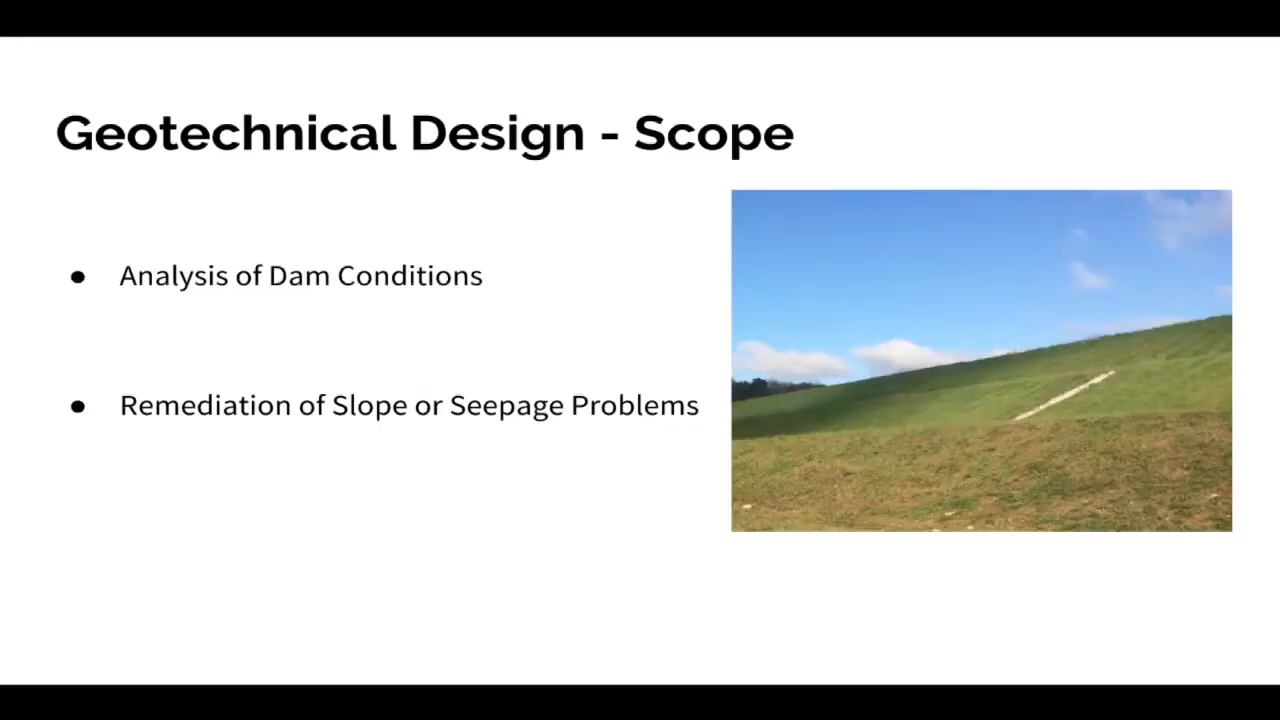 Geotechnical Design - Scope
● Analysis of Dam Conditions
● Remediation of Slope or Seepage Problems